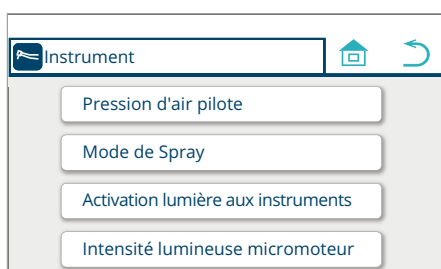 Instrument
Pression d'air pilote
Mode de Spray
Activation lumière aux instruments
Intensité lumineuse micromoteur